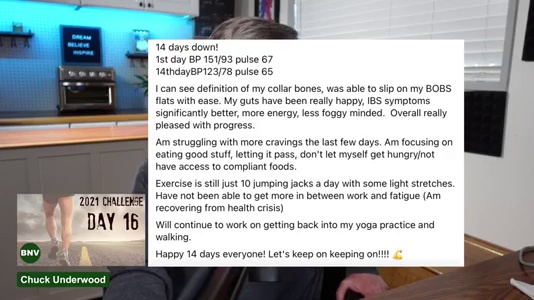 DREAM
BELIEVE
INSPIRE
14 days down!
1st day BP 151/93 pulse 67
14thdayBP123/78 pulse 65
I can see definition of my collar bones, was able to slip on my BOBS
flats with ease. My guts have been really happy, IBS symptoms
significantly better, more energy, less foggy minded.  Overall really
pleased with progress.
Am struggling with more cravings the last few days. Am focusing on
eating good stuff, letting it pass, don't let myself get hungry/not
have access to compliant foods.
Exercise is still just 10 jumping jacks a day with some light stretches.
Have not been able to get more in between work and fatigue (Am
recovering from health crisis)
Will continue to work on getting back into my yoga practice and
walking.
Happy 14 days everyone! Let's keep on keeping on!!!! 💪
2021 CHALLENGE
DAY 16
BNV
Chuck Underwood